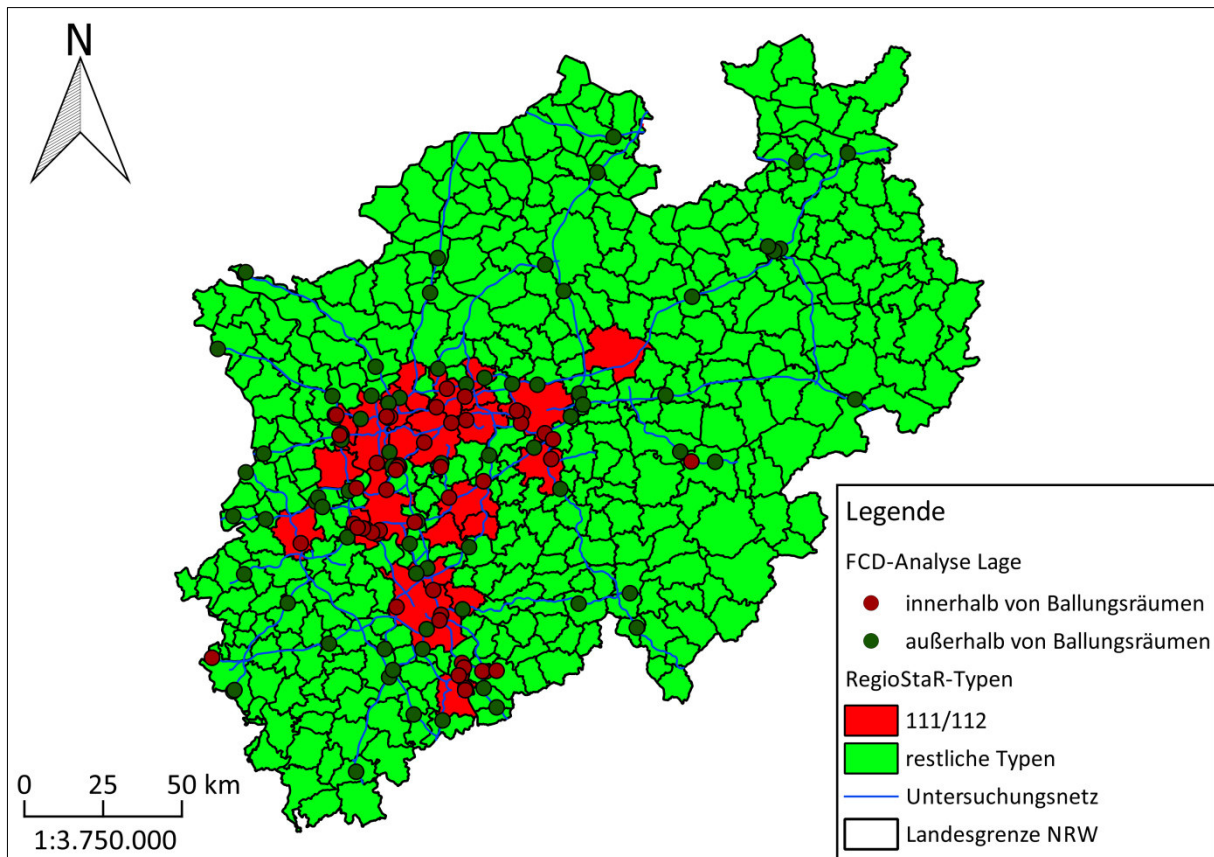 N
Legende
FCD-Analyse Lage
innerhalb von Ballungsräumen
außerhalb von Ballungsräumen
RegioStaR-Typen
111/112
restliche Typen
Untersuchungsnetz
Landesgrenze NRW
0 25 50 km
1:3.750.000